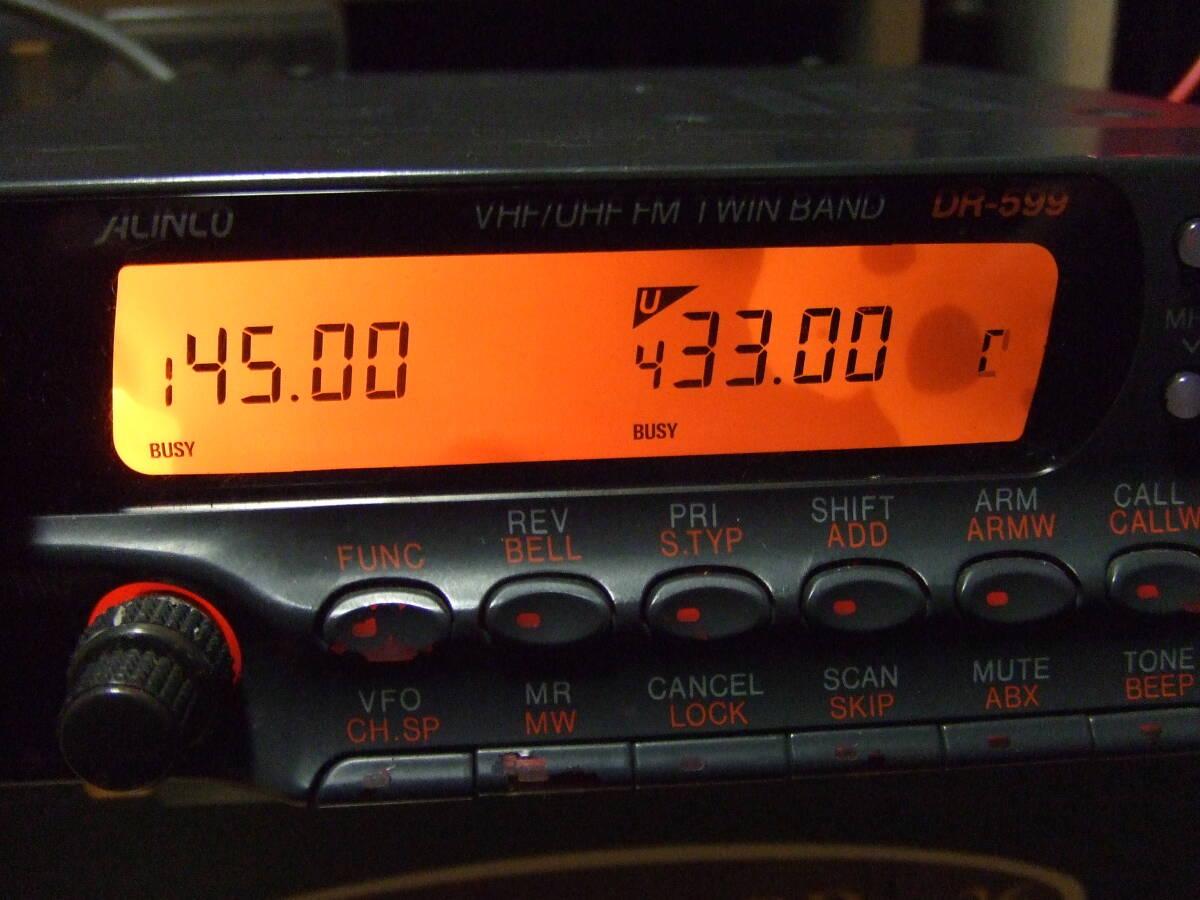 ALINCO VHF/UHF FM TWIN BAND DR-599
U
145.00 433.00 C
BUSY BUSY
REV PRI SHIFT ARM CALL
FUNC BELL S.TYP ADD ARMW CALLW
VFO MR CANCEL SCAN MUTE TONE
CH.SP MW LOCK SKIP ABX BEEP